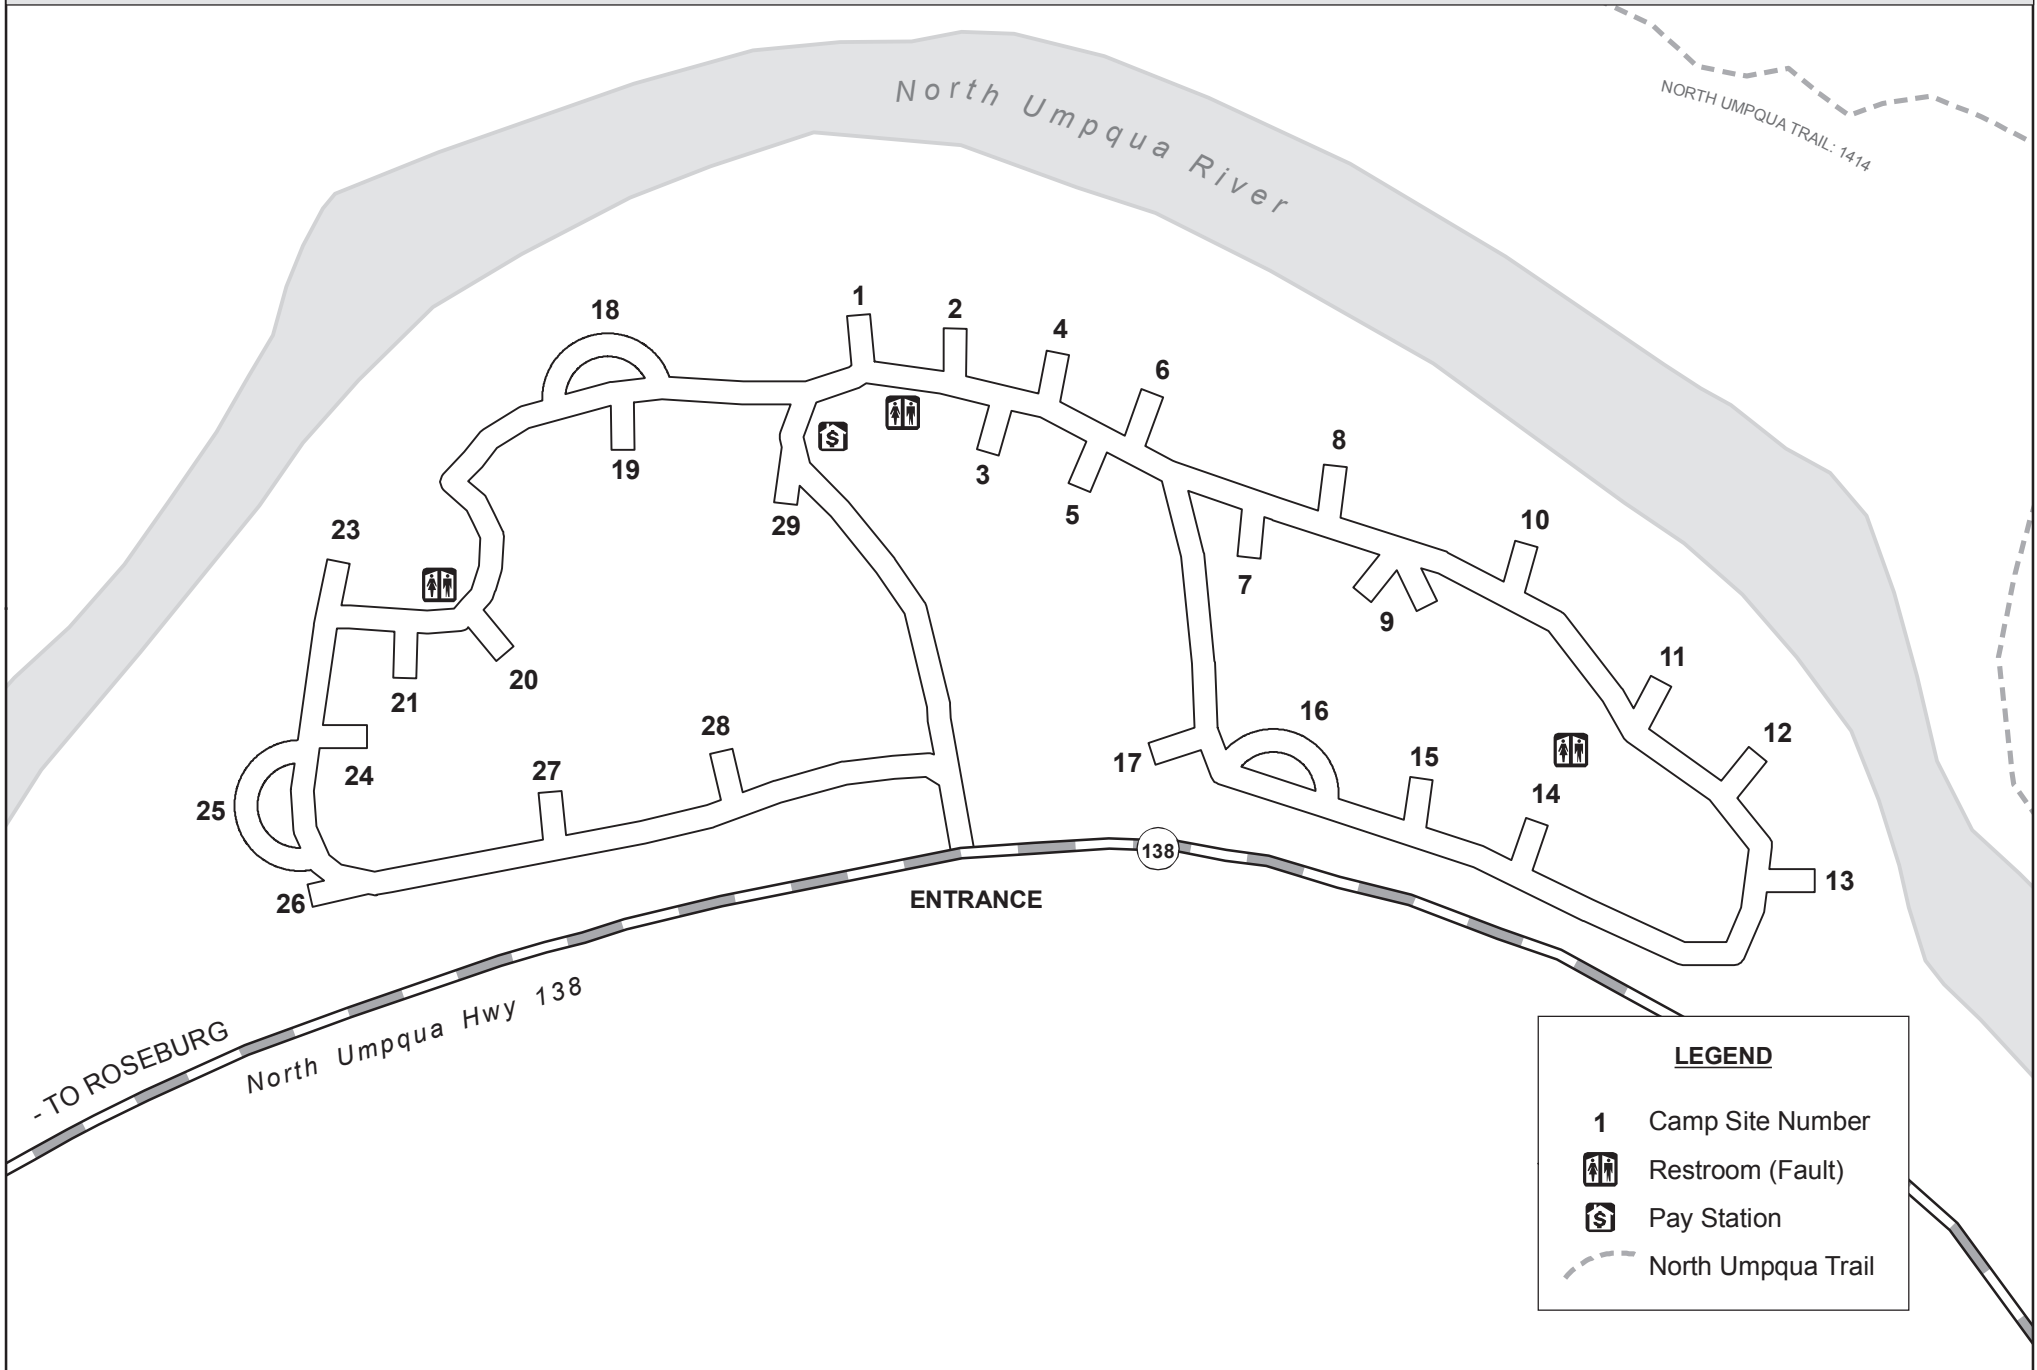 North Umpqua River
NORTH UMPQUA TRAIL: 1414
1
2
4
6
18
8
10
3
5
19
29
23
7
9
11
20
21
12
16
28
17
15
24
27
14
25
138
13
26
ENTRANCE
North Umpqua Hwy 138
- TO ROSEBURG
LEGEND
1 Camp Site Number
Restroom (Fault)
$ Pay Station
North Umpqua Trail